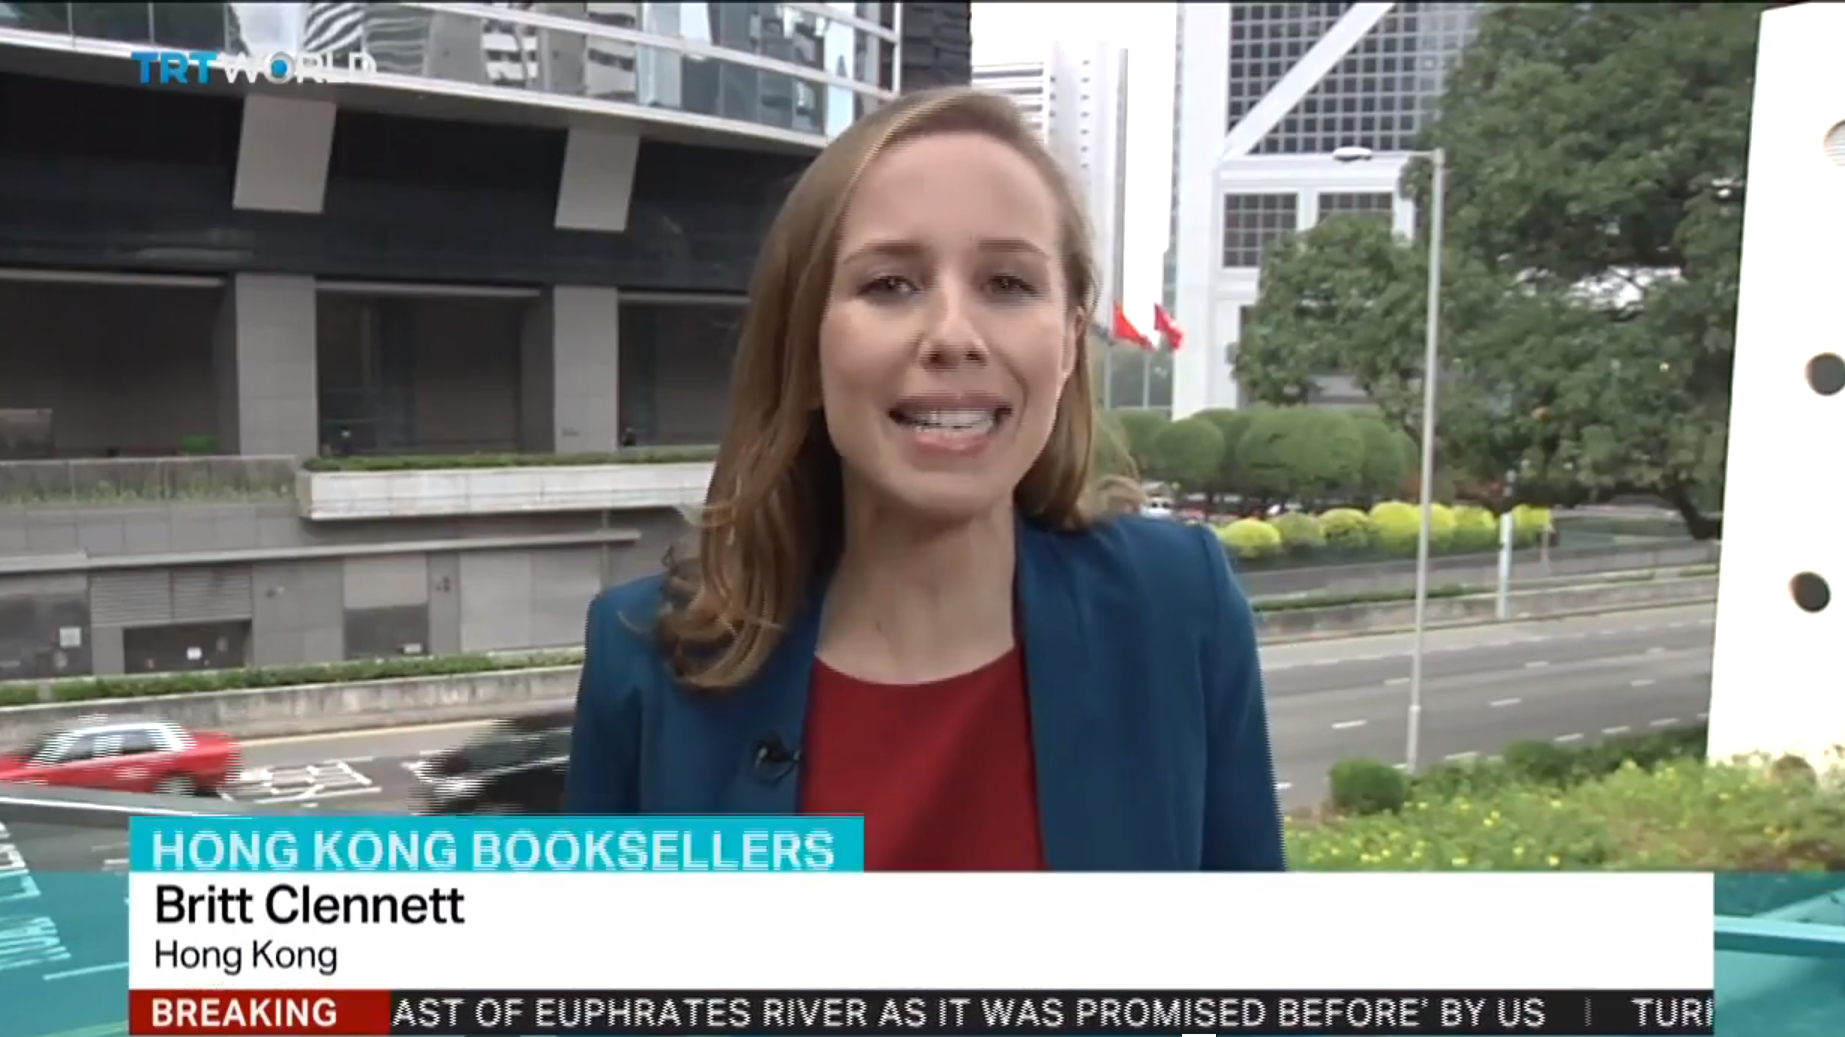 TRT WORLD
HONG KONG BOOKSELLERS
Britt Clennett
Hong Kong
BREAKING AST OF EUPHRATES RIVER AS IT WAS PROMISED BEFORE' BY US | TURI